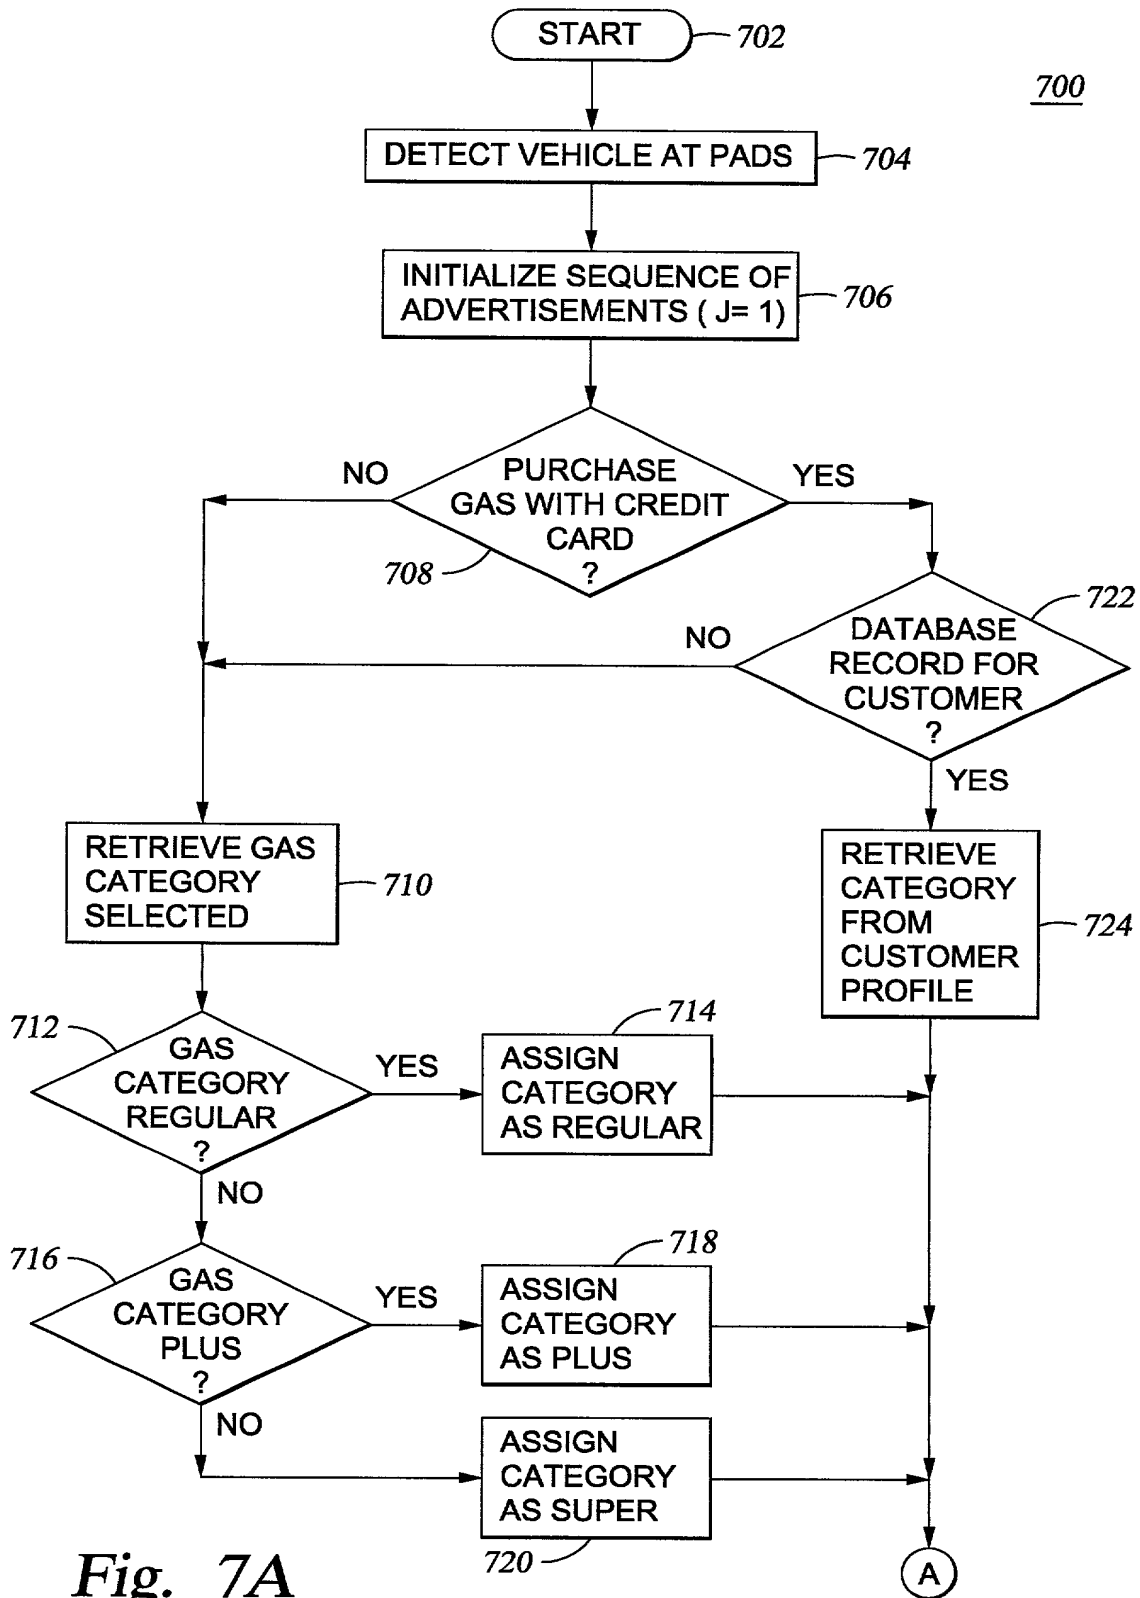 START
702
700
DETECT VEHICLE AT PADS
704
INITIALIZE SEQUENCE OF
ADVERTISEMENTS ( J= 1)
706
NO
PURCHASE
GAS WITH CREDIT
CARD
?
YES
708
722
NO
DATABASE
RECORD FOR
CUSTOMER
?
YES
RETRIEVE GAS
CATEGORY
SELECTED
710
RETRIEVE
CATEGORY
FROM
CUSTOMER
PROFILE
724
712
GAS
CATEGORY
REGULAR
?
YES
714
ASSIGN
CATEGORY
AS REGULAR
NO
716
GAS
CATEGORY
PLUS
?
YES
718
ASSIGN
CATEGORY
AS PLUS
NO
ASSIGN
CATEGORY
AS SUPER
720
A
Fig. 7A